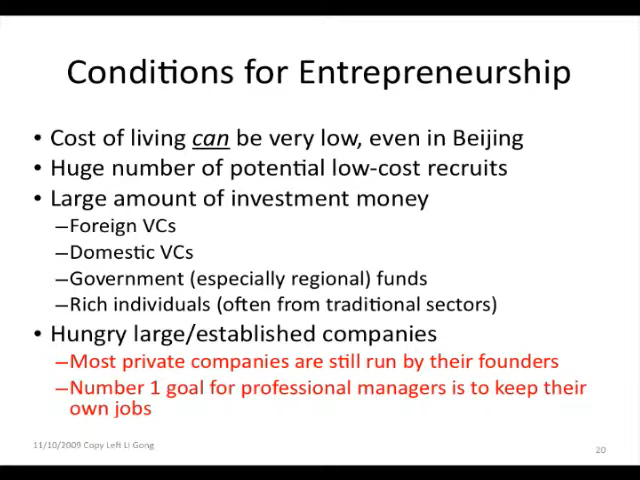 Conditions for Entrepreneurship
• Cost of living can be very low, even in Beijing
• Huge number of potential low-cost recruits
• Large amount of investment money
–Foreign VCs
–Domestic VCs
–Government (especially regional) funds
–Rich individuals (often from traditional sectors)
• Hungry large/established companies
–Most private companies are still run by their founders
–Number 1 goal for professional managers is to keep their
own jobs
11/10/2009 Copy Left Li Gong
20